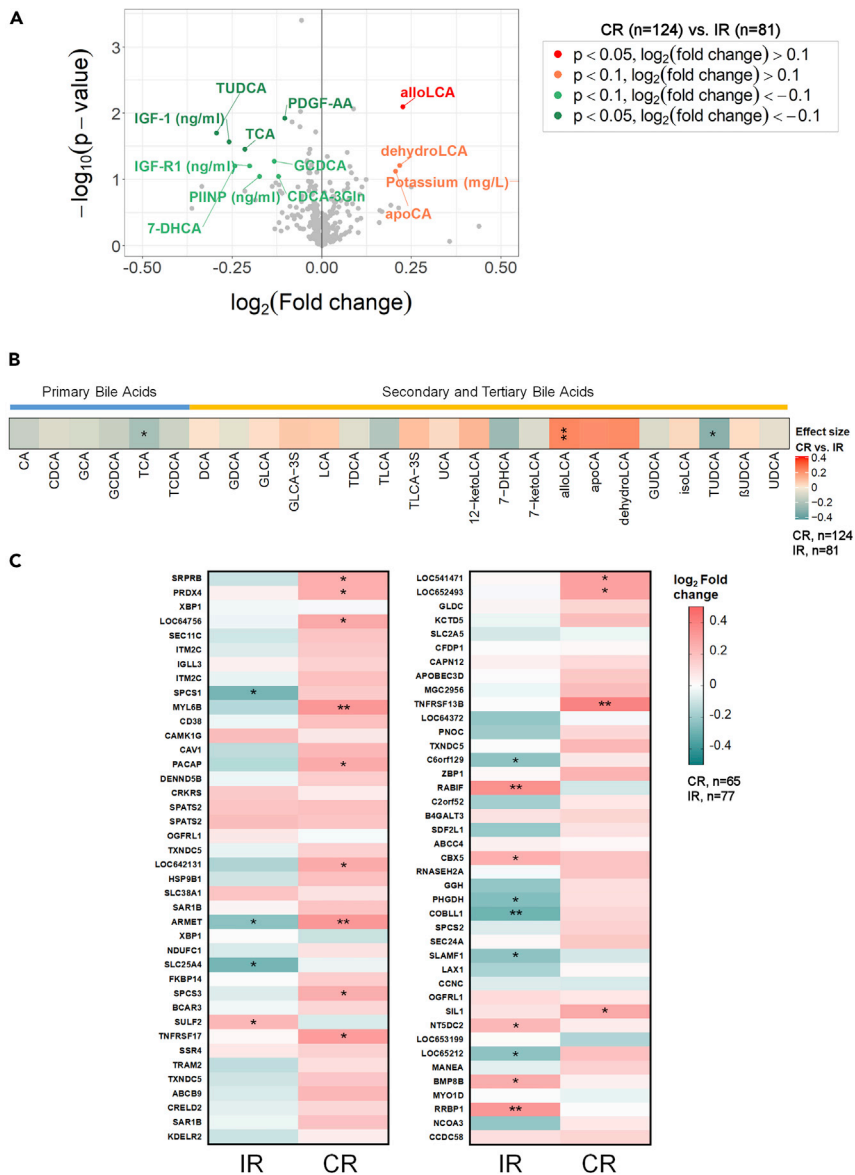 A
CR (n=124) vs. IR (n=81)
p < 0.05, log2(fold change) > 0.1
p < 0.1, log2(fold change) > 0.1
p < 0.1, log2(fold change) < −0.1
p < 0.05, log2(fold change) < −0.1
−log10(p − value)
3
2
1
0
TUDCA
PDGF-AA
alloLCA
IGF-1 (ng/ml)
TCA
dehydroLCA
IGF-R1 (ng/ml)
GCDCA
Potassium (mg/L)
PIINP (ng/ml)
CDCA-3Gln
apoCA
7-DHCA
-0.50
-0.25
0.00
0.25
0.50
log2(Fold change)
B
Primary Bile Acids
Secondary and Tertiary Bile Acids
*
**
*
CA
CDCA
GCA
GCDCA
TCA
TCDCA
DCA
GDCA
GLCA
GLCA−3S
LCA
TDCA
TLCA
TLCA−3S
UCA
12−ketoLCA
7−DHCA
7−ketoLCA
alloLCA
apoCA
dehydroLCA
GUDCA
isoLCA
TUDCA
ßUDCA
UDCA
Effect size
CR vs. IR
0.4
0.2
0
−0.2
−0.4
CR, n=124
IR, n=81
C
SRPRB *
PRDX4 *
XBP1
LOC64756 *
SEC11C
ITM2C
IGLL3
ITM2C
SPCS1 *
MYL6B **
CD38
CAMK1G
CAV1
PACAP *
DENND5B
CRKRS
SPATS2
SPATS2
OGFRL1
TXNDC5
LOC642131 *
HSP9B1
SLC38A1
SAR1B
ARMET * **
XBP1
NDUFC1
SLC25A4 *
FKBP14
SPCS3 *
BCAR3
SULF2 *
TNFRSF17 *
SSR4
TRAM2
TXNDC5
ABCB9
CRELD2
SAR1B
KDELR2
IR CR
LOC541471 *
LOC652493 *
GLDC
KCTD5
SLC2A5
CFDP1
CAPN12
APOBEC3D
MGC2956
TNFRSF13B **
LOC64372
PNOC
TXNDC5
C6orf129 *
ZBP1
RABIF **
C2orf52
B4GALT3
SDF2L1
ABCC4
CBX5 *
RNASEH2A
GGH
PHGDH *
COBLL1 **
SPCS2
SEC24A
SLAMF1 *
LAX1
CCNC
OGFRL1
SIL1 *
NT5DC2 *
LOC653199
LOC65212 *
MANEA
BMP8B *
MYO1D
RRBP1 **
NCOA3
CCDC58
IR CR
log2 Fold
change
0.4
0.2
0
-0.2
-0.4
CR, n=65
IR, n=77